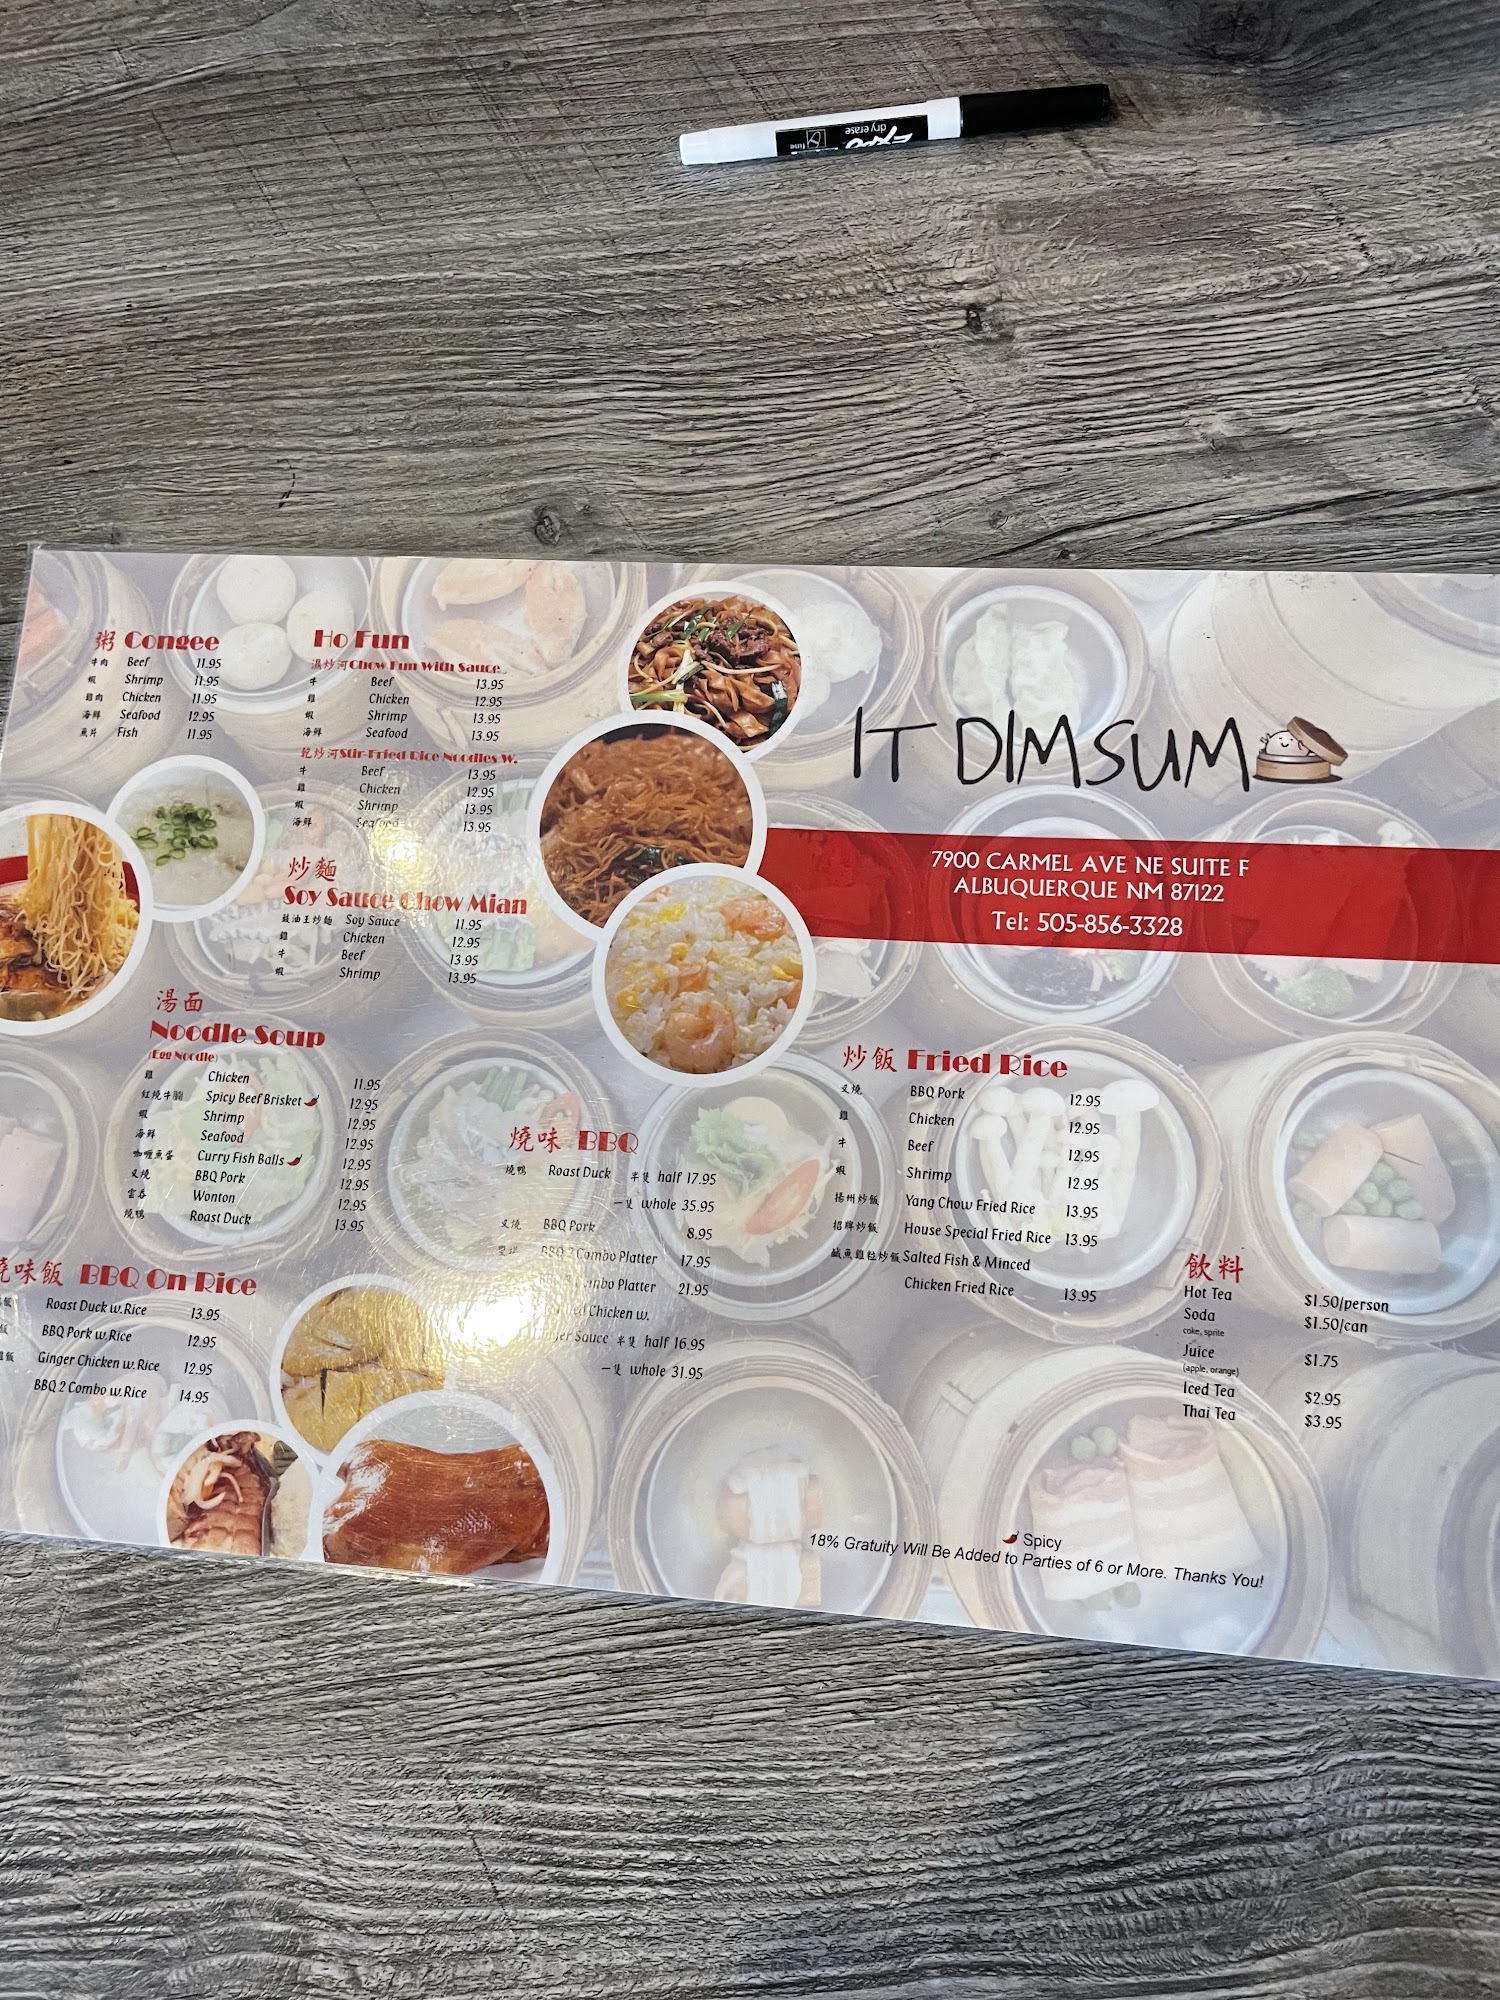 EXPO
dry erase
fine
粥 Congee
牛肉 Beef 11.95
蝦 Shrimp 11.95
雞肉 Chicken 11.95
海鮮 Seafood 12.95
魚片 Fish 11.95
Ho Fun
濕炒河 Chow Fun With Sauce
牛 Beef 13.95
雞 Chicken 12.95
蝦 Shrimp 13.95
海鮮 Seafood 13.95
乾炒河 Stir-Fried Rice Noodles W.
牛 Beef 13.95
雞 Chicken 12.95
蝦 Shrimp 13.95
海鮮 Seafood 13.95
炒麵
Soy Sauce Chow Mian
豉油王炒麵 Soy Sauce 11.95
雞 Chicken 12.95
牛 Beef 13.95
蝦 Shrimp 13.95
湯面
Noodle Soup
(Egg Noodle)
雞 Chicken 11.95
紅燒牛腩 Spicy Beef Brisket 12.95
蝦 Shrimp 12.95
海鮮 Seafood 12.95
咖喱魚蛋 Curry Fish Balls 12.95
叉燒 BBQ Pork 12.95
雲吞 Wonton 12.95
燒鴨 Roast Duck 13.95
燒味飯 BBQ On Rice
飯 Roast Duck w.Rice 13.95
飯 BBQ Pork w.Rice 12.95
雞飯 Ginger Chicken w.Rice 12.95
BBQ 2 Combo w.Rice 14.95
燒味 BBQ
燒鴨 Roast Duck 半隻 half 17.95
一隻 whole 35.95
叉燒 BBQ Pork 8.95
BBQ 2 Combo Platter 17.95
Combo Platter 21.95
Chicken w.
Sauce 半隻 half 16.95
一隻 whole 31.95
IT DIMSUM
7900 CARMEL AVE NE SUITE F
ALBUQUERQUE NM 87122
Tel: 505-856-3328
炒飯 Fried Rice
叉燒 BBQ Pork 12.95
雞 Chicken 12.95
牛 Beef 12.95
蝦 Shrimp 12.95
揚州炒飯 Yang Chow Fried Rice 13.95
招牌炒飯 House Special Fried Rice 13.95
鹹魚雞粒炒飯 Salted Fish & Minced
Chicken Fried Rice 13.95
飲料
Hot Tea $1.50/person
Soda $1.50/can
coke, sprite
Juice $1.75
(apple, orange)
Iced Tea $2.95
Thai Tea $3.95
Spicy
18% Gratuity Will Be Added to Parties of 6 or More. Thanks You!